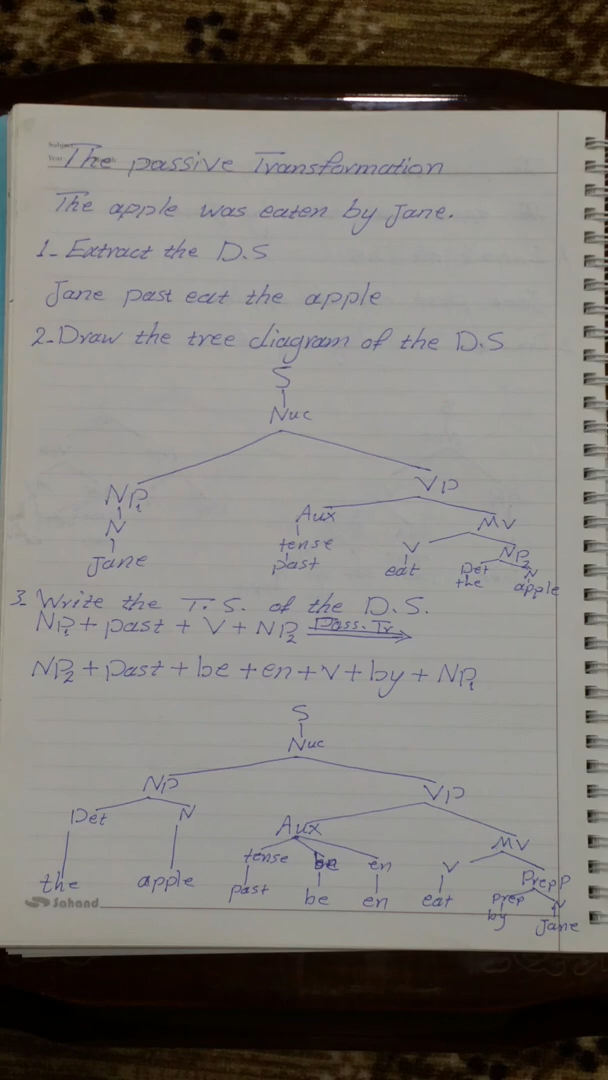 The passive Transformation
The apple was eaten by Jane.
1- Extract the D.S
Jane past eat the apple
2-Draw the tree diagram of the D.S
S
Nuc
NP1 VP
N Aux MV
Jane tense V NP2
past eat Det N
the apple
3- Write the T.S. of the D.S.
NP1 + past + V + NP2 Pass. Tr
NP2 + past + be + en + V + by + NP1
S
Nuc
NP VP
Det N Aux MV
tense be en V PrepP
the apple past be en eat prep N
by Jane
Sahand